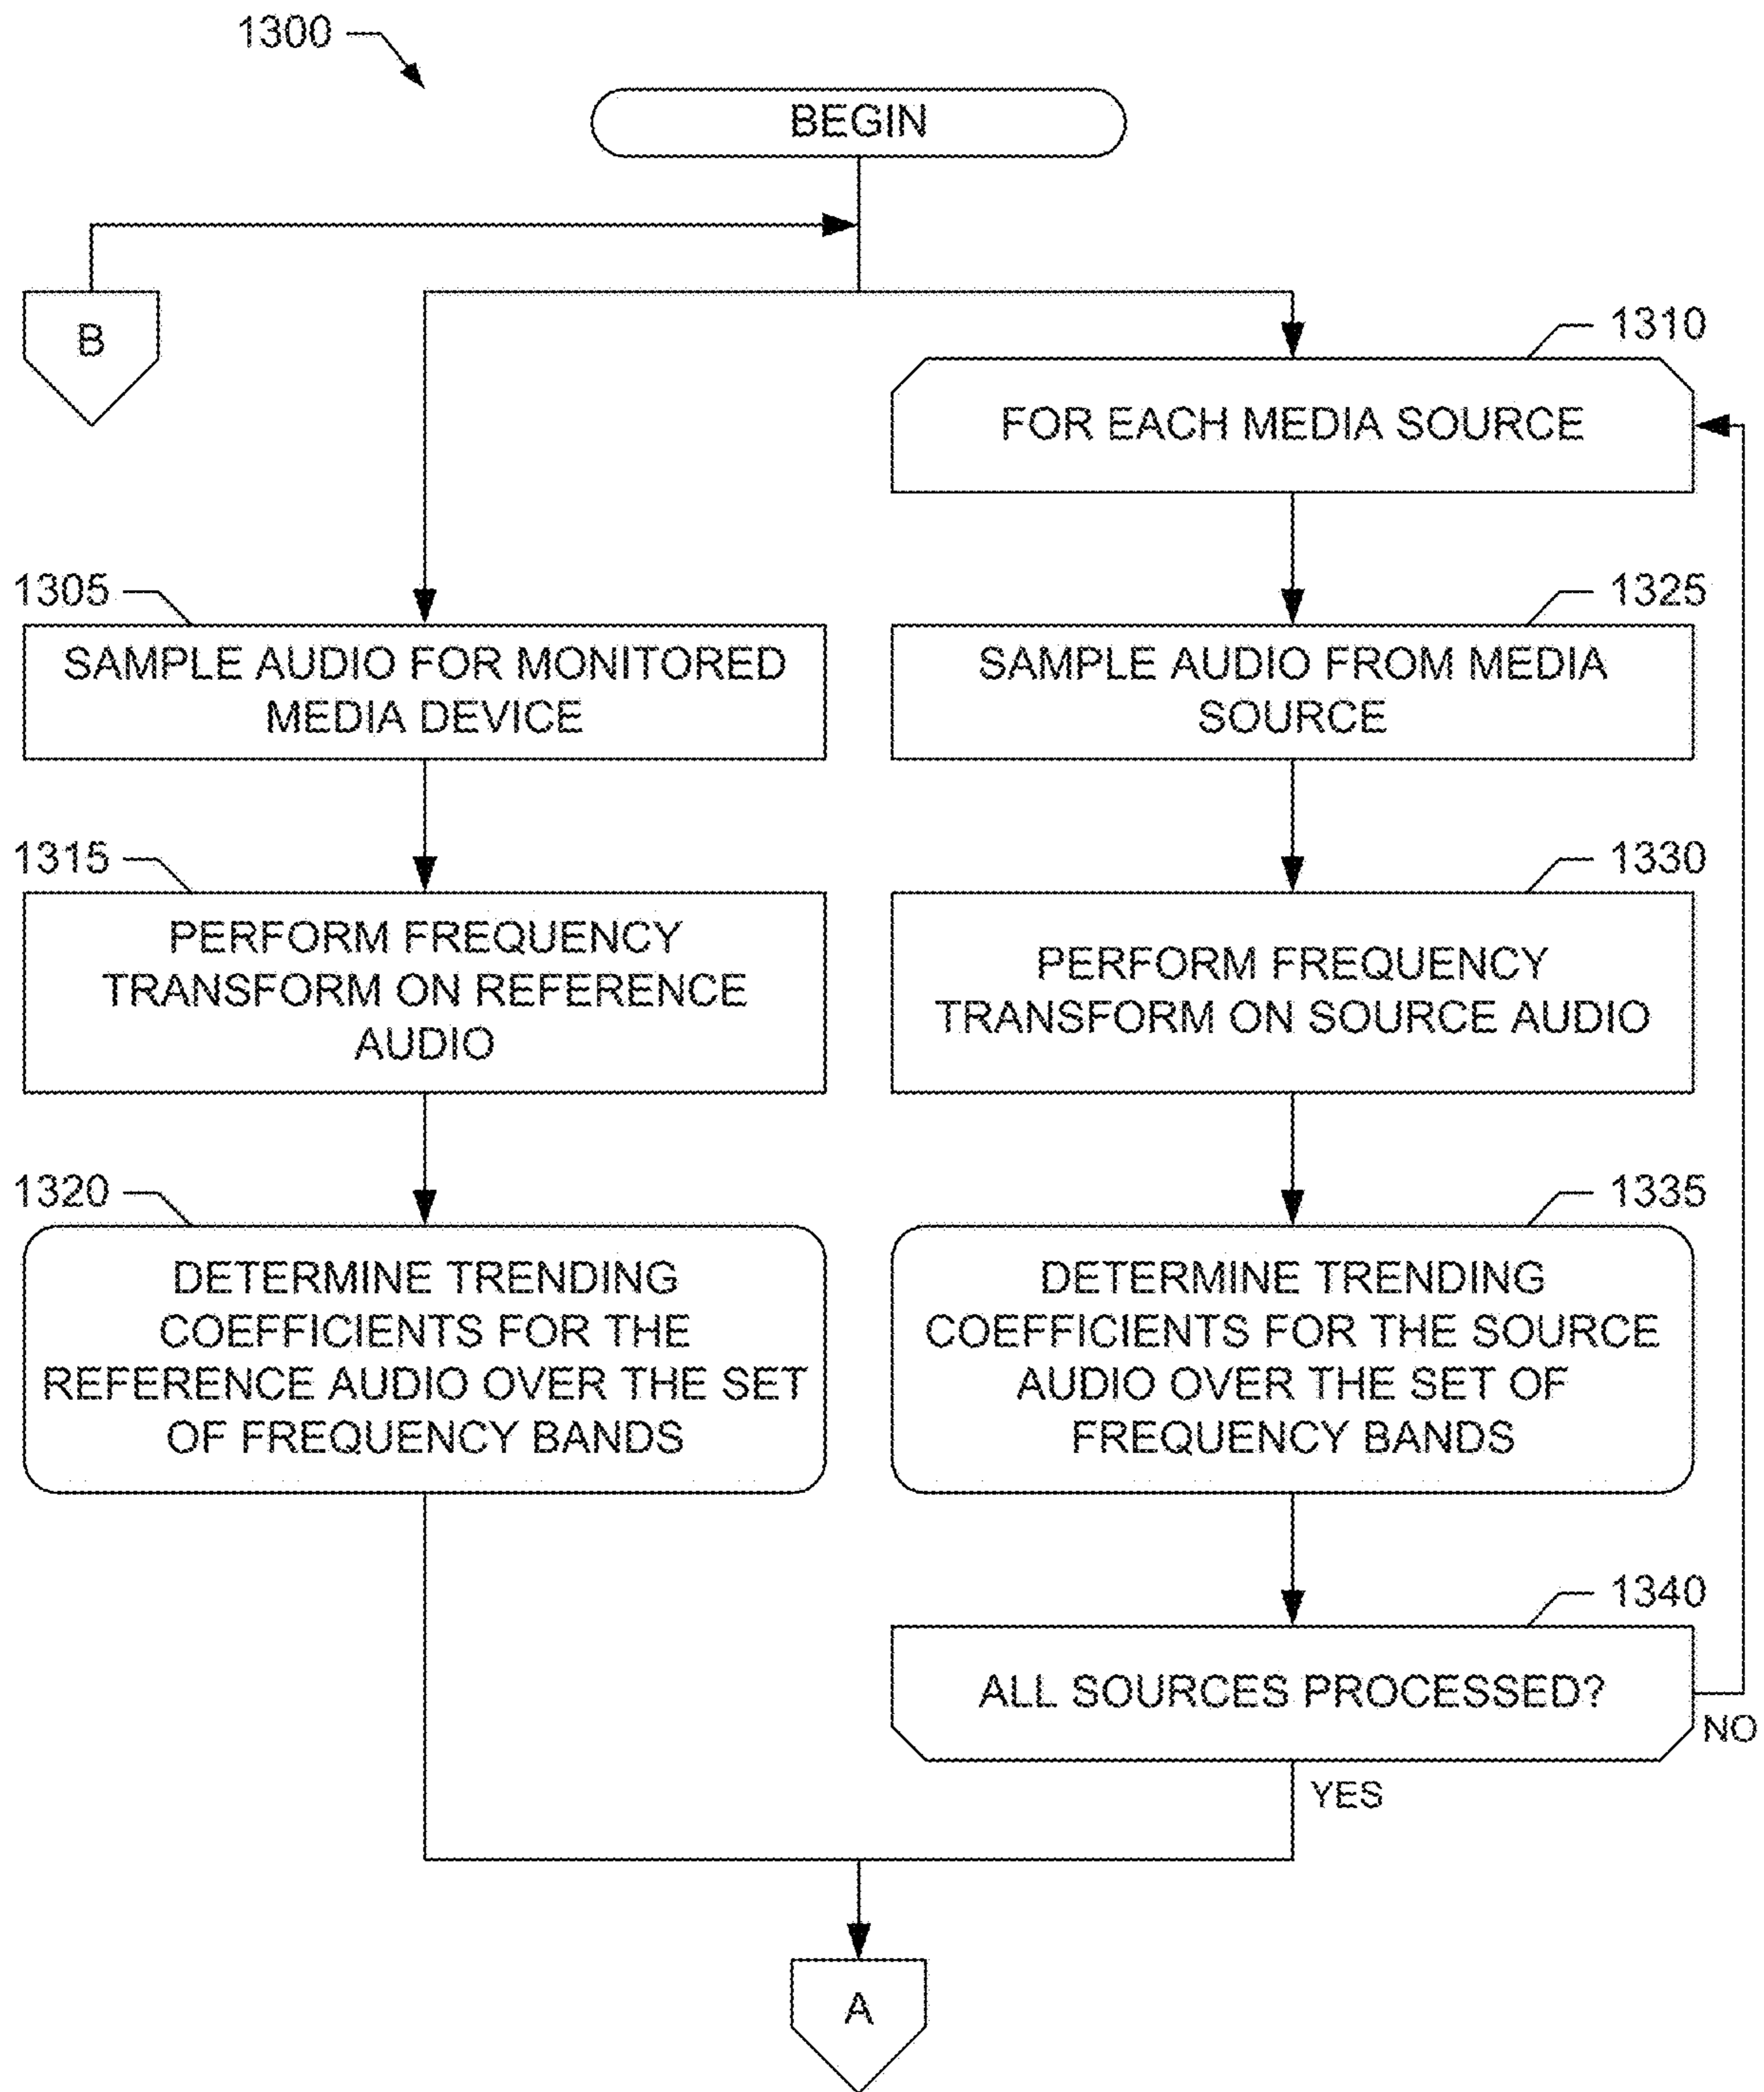 1300
BEGIN
B
1310
FOR EACH MEDIA SOURCE
1305
SAMPLE AUDIO FOR MONITORED
MEDIA DEVICE
1325
SAMPLE AUDIO FROM MEDIA
SOURCE
1315
PERFORM FREQUENCY
TRANSFORM ON REFERENCE
AUDIO
1330
PERFORM FREQUENCY
TRANSFORM ON SOURCE AUDIO
1320
DETERMINE TRENDING
COEFFICIENTS FOR THE
REFERENCE AUDIO OVER THE SET
OF FREQUENCY BANDS
1335
DETERMINE TRENDING
COEFFICIENTS FOR THE SOURCE
AUDIO OVER THE SET OF
FREQUENCY BANDS
1340
ALL SOURCES PROCESSED?
NO
YES
A